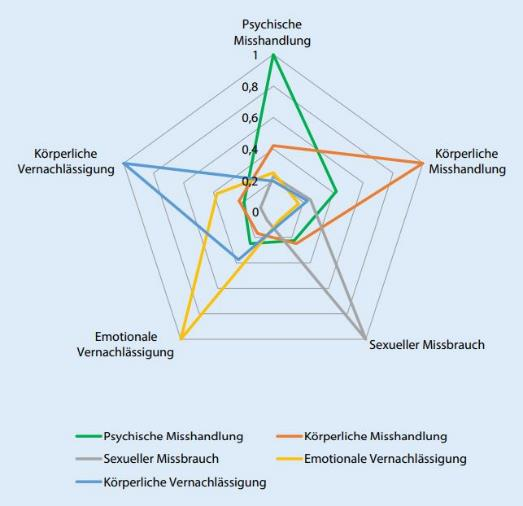 Psychische
Misshandlung
1
0,8
0,6
0,4
0,2
0
Körperliche
Misshandlung
Körperliche
Vernachlässigung
Sexueller Missbrauch
Emotionale
Vernachlässigung
Psychische Misshandlung
Körperliche Misshandlung
Sexueller Missbrauch
Emotionale Vernachlässigung
Körperliche Vernachlässigung